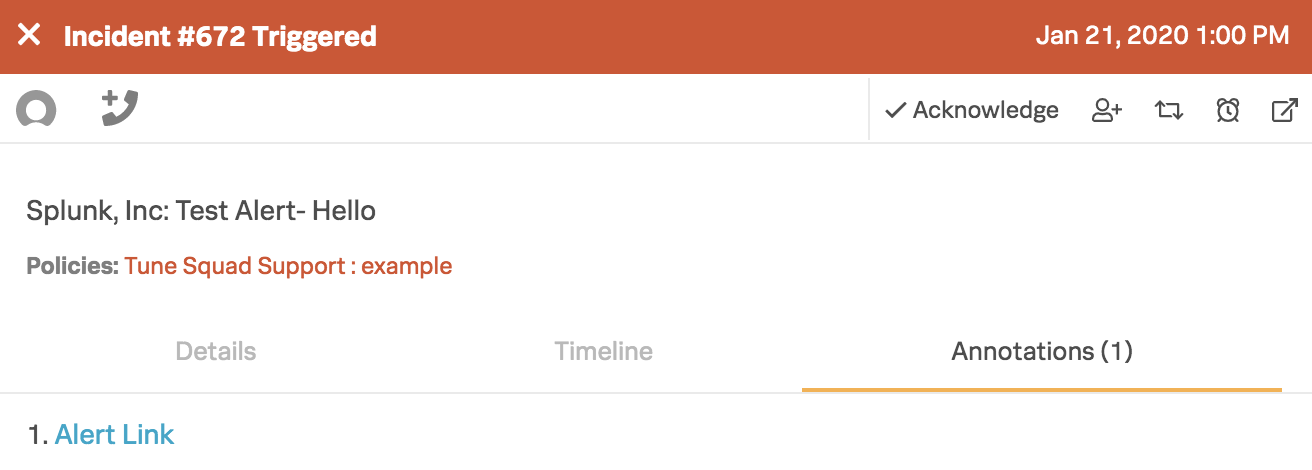 Incident #672 Triggered
Jan 21, 2020 1:00 PM
Acknowledge
Splunk, Inc: Test Alert- Hello
Policies: Tune Squad Support : example
Details
Timeline
Annotations (1)
1. Alert Link